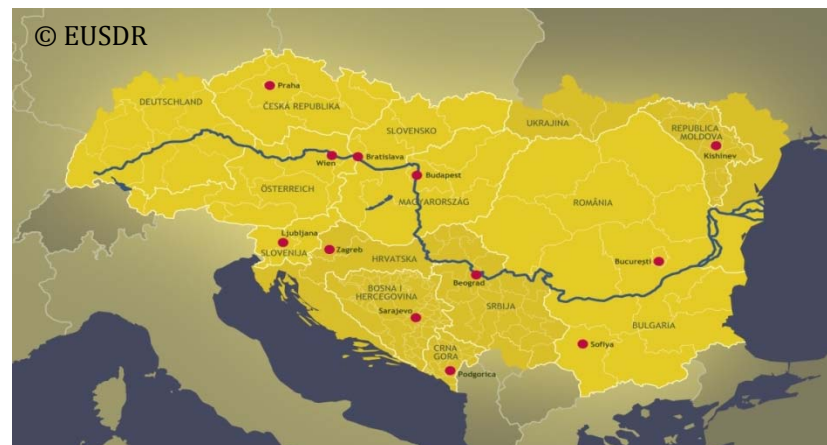 © EUSDR
Praha
DEUTSCHLAND
ČESKÁ REPUBLIKA
SLOVENSKO
UKRAJINA
REPUBLICA
MOLDOVA
Kishinev
Wien
Bratislava
Budapest
ÖSTERREICH
MAGYARORSZÁG
ROMÂNIA
Ljubljana
SLOVENIJA
Zagreb
HRVATSKA
Beograd
București
BOSNA I
HERCEGOVINA
Sarajevo
SRBIJA
BULGARIA
CRNA
GORA
Sofiya
Podgorica